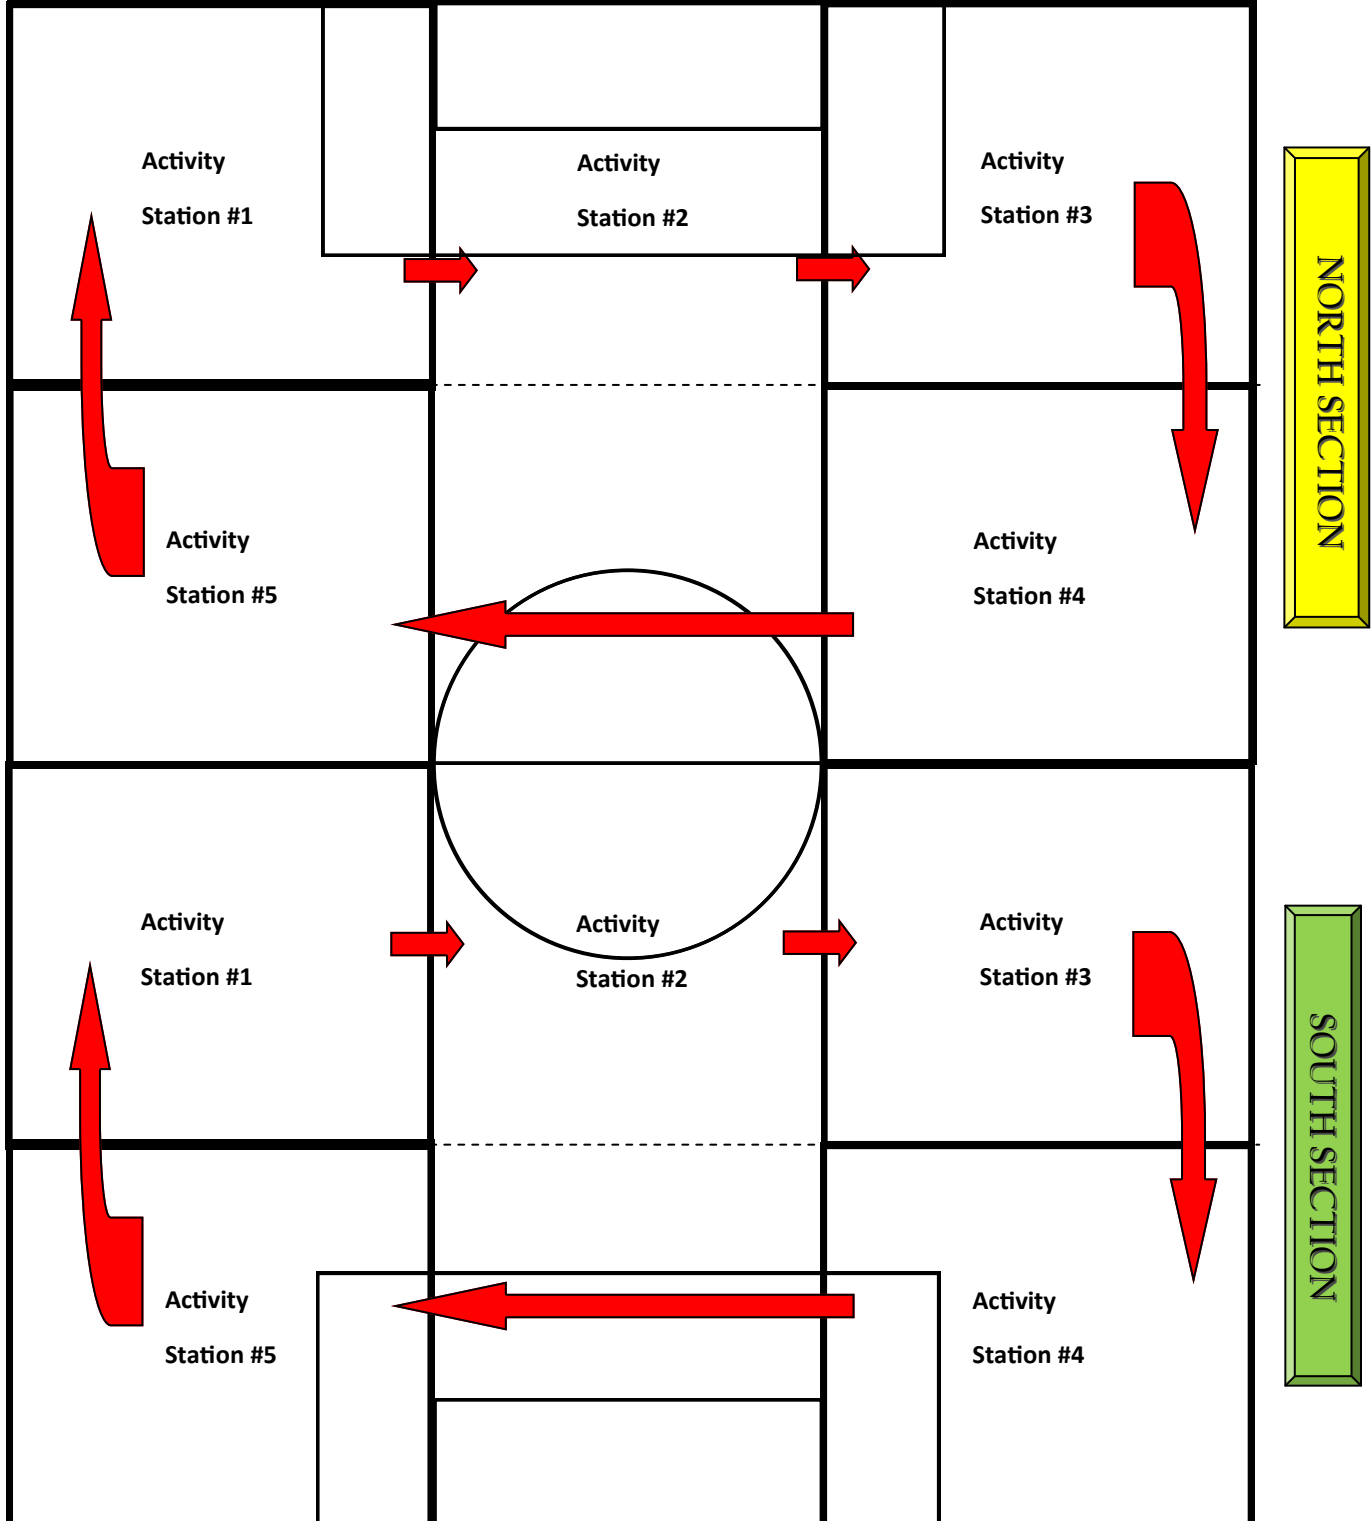 Activity
Station #1
Activity
Station #2
Activity
Station #3
NORTH SECTION
Activity
Station #5
Activity
Station #4
Activity
Station #1
Activity
Station #2
Activity
Station #3
SOUTH SECTION
Activity
Station #5
Activity
Station #4